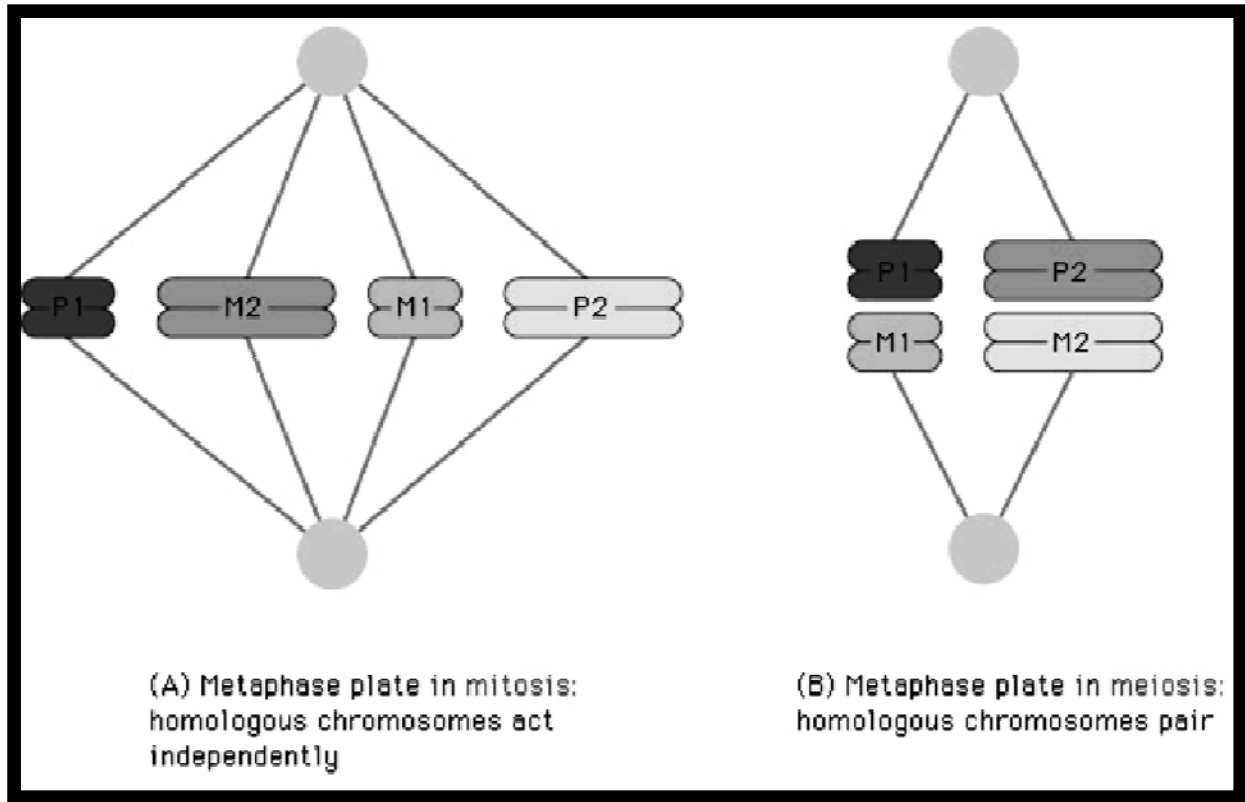 P1 M2 M1 P2
P1 P2
M1 M2
(A) Metaphase plate in mitosis:
homologous chromosomes act
independently
(B) Metaphase plate in meiosis:
homologous chromosomes pair